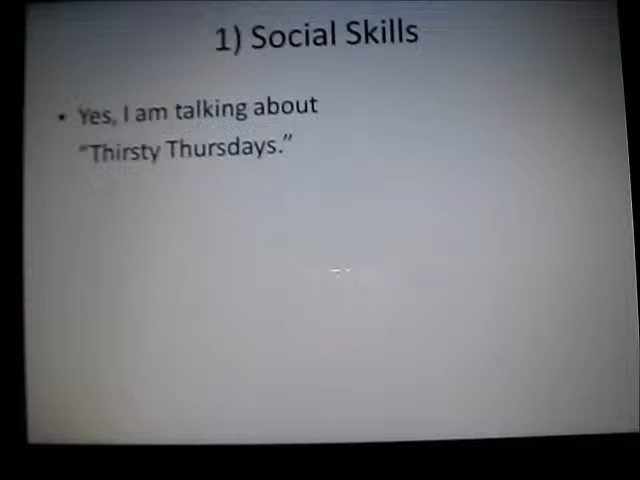 1) Social Skills
• Yes, I am talking about
“Thirsty Thursdays.”